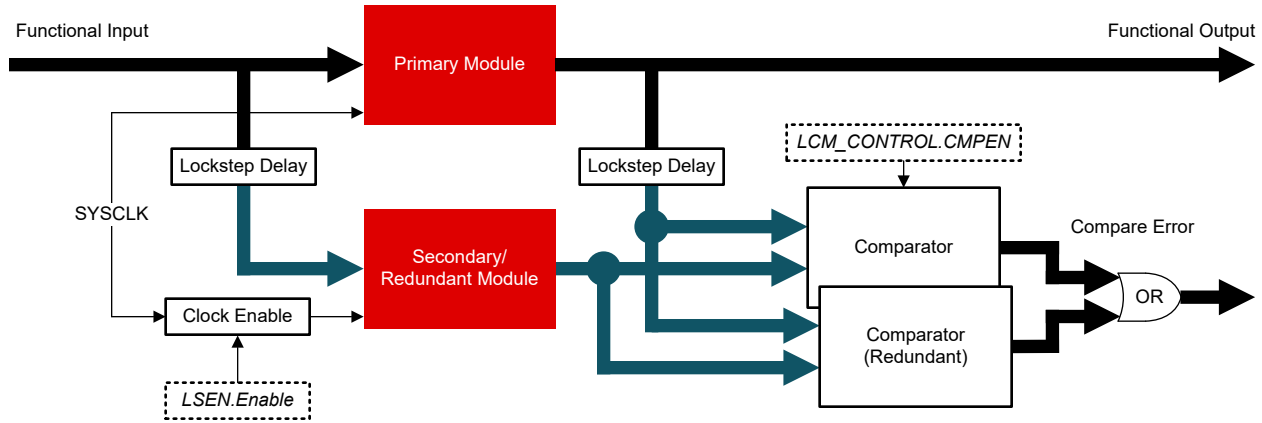 Functional Input
Functional Output
Primary Module
LCM_CONTROL.CMPEN
Lockstep Delay
Lockstep Delay
SYSCLK
Secondary/
Redundant Module
Comparator
Compare Error
Clock Enable
OR
Comparator
(Redundant)
LSEN.Enable